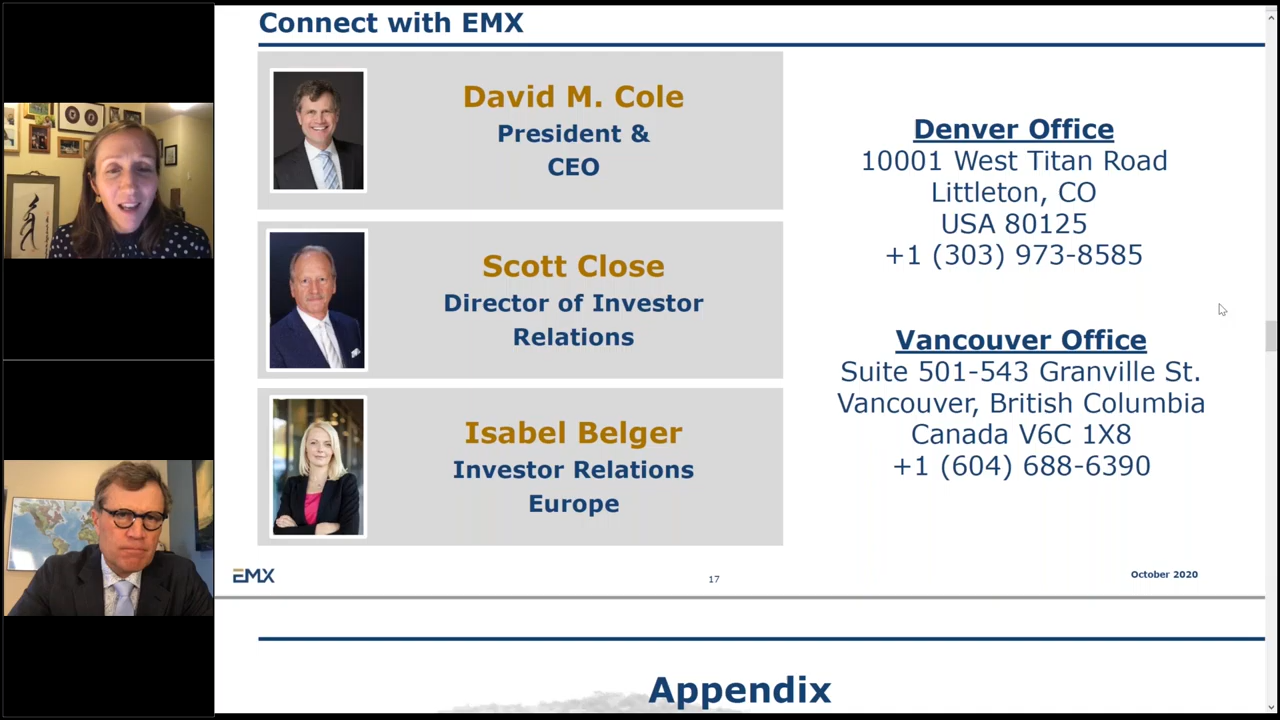 Connect with EMX
David M. Cole
President &
CEO
Scott Close
Director of Investor
Relations
Isabel Belger
Investor Relations
Europe
Denver Office
10001 West Titan Road
Littleton, CO
USA 80125
+1 (303) 973-8585
Vancouver Office
Suite 501-543 Granville St.
Vancouver, British Columbia
Canada V6C 1X8
+1 (604) 688-6390
EMX
17
October 2020
Appendix